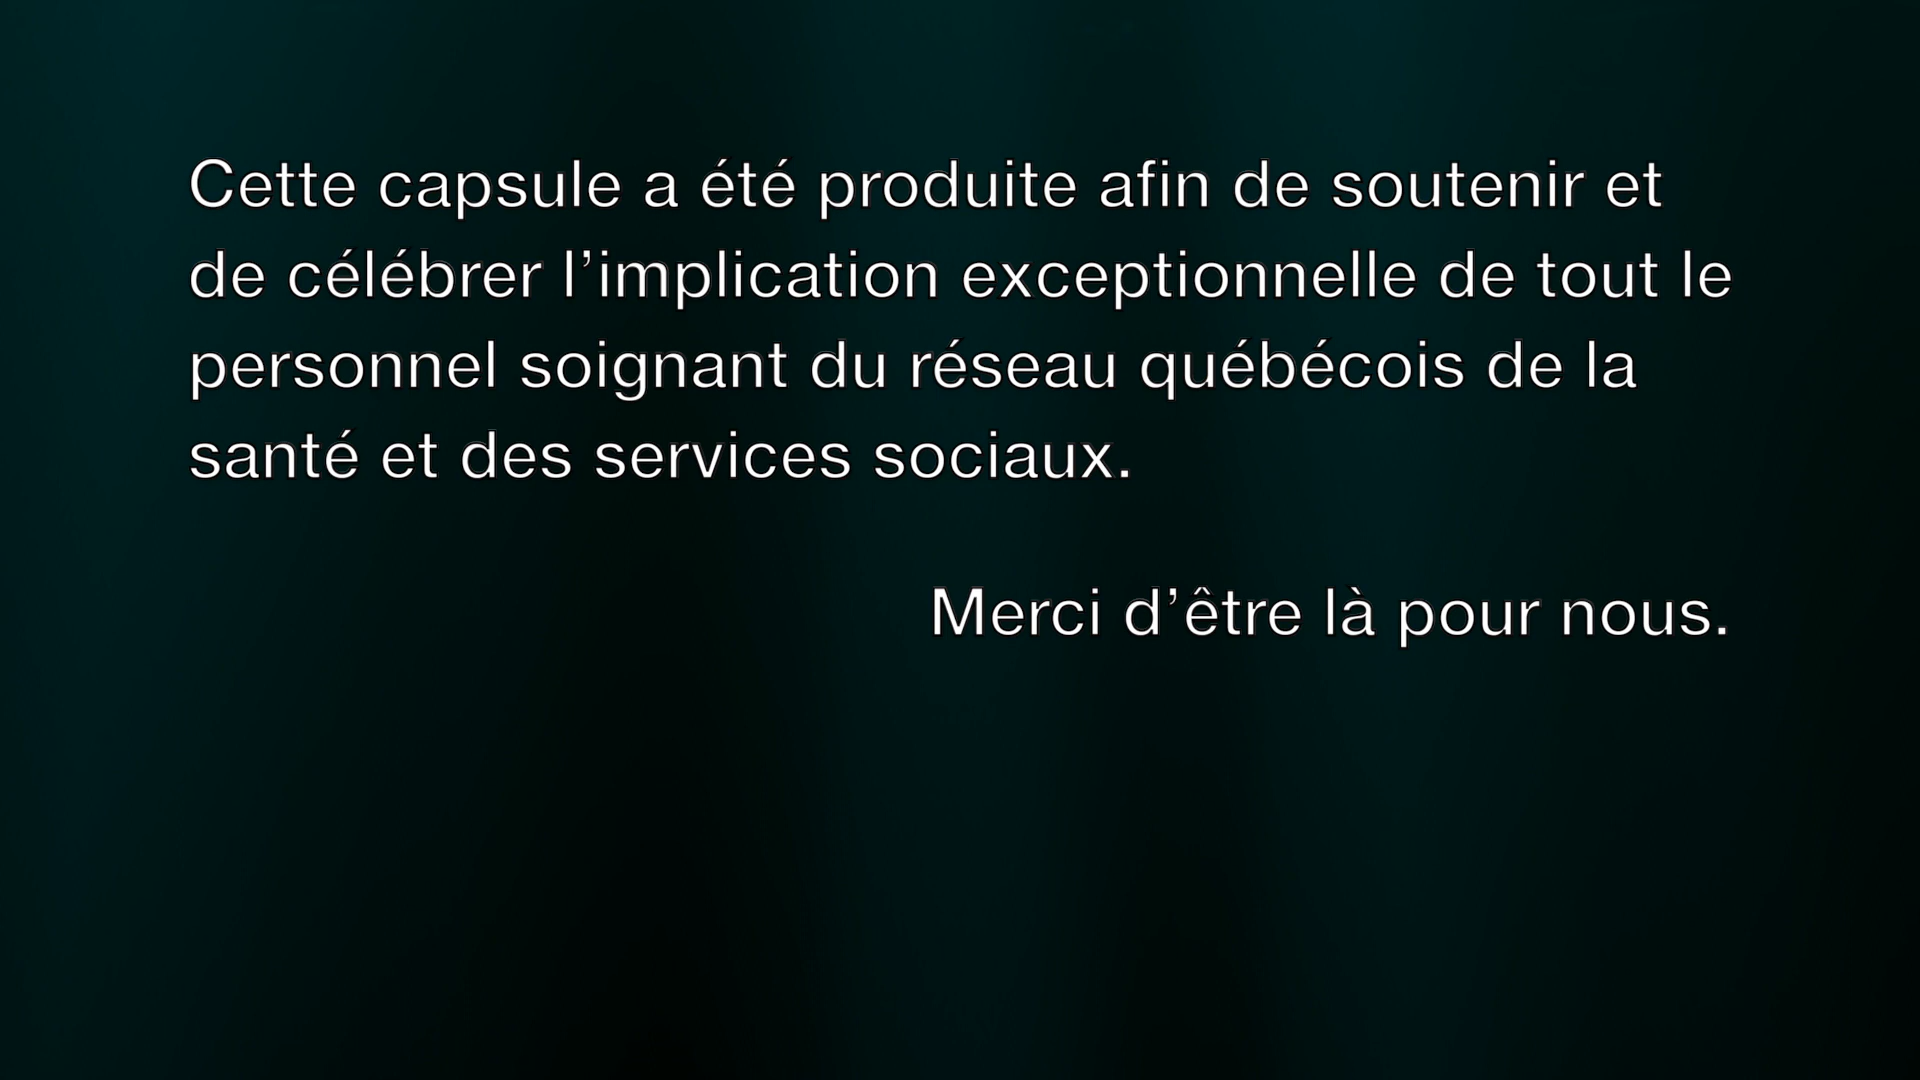 Cette capsule a été produite afin de soutenir et
de célébrer l’implication exceptionnelle de tout le
personnel soignant du réseau québécois de la
santé et des services sociaux.
Merci d’être là pour nous.